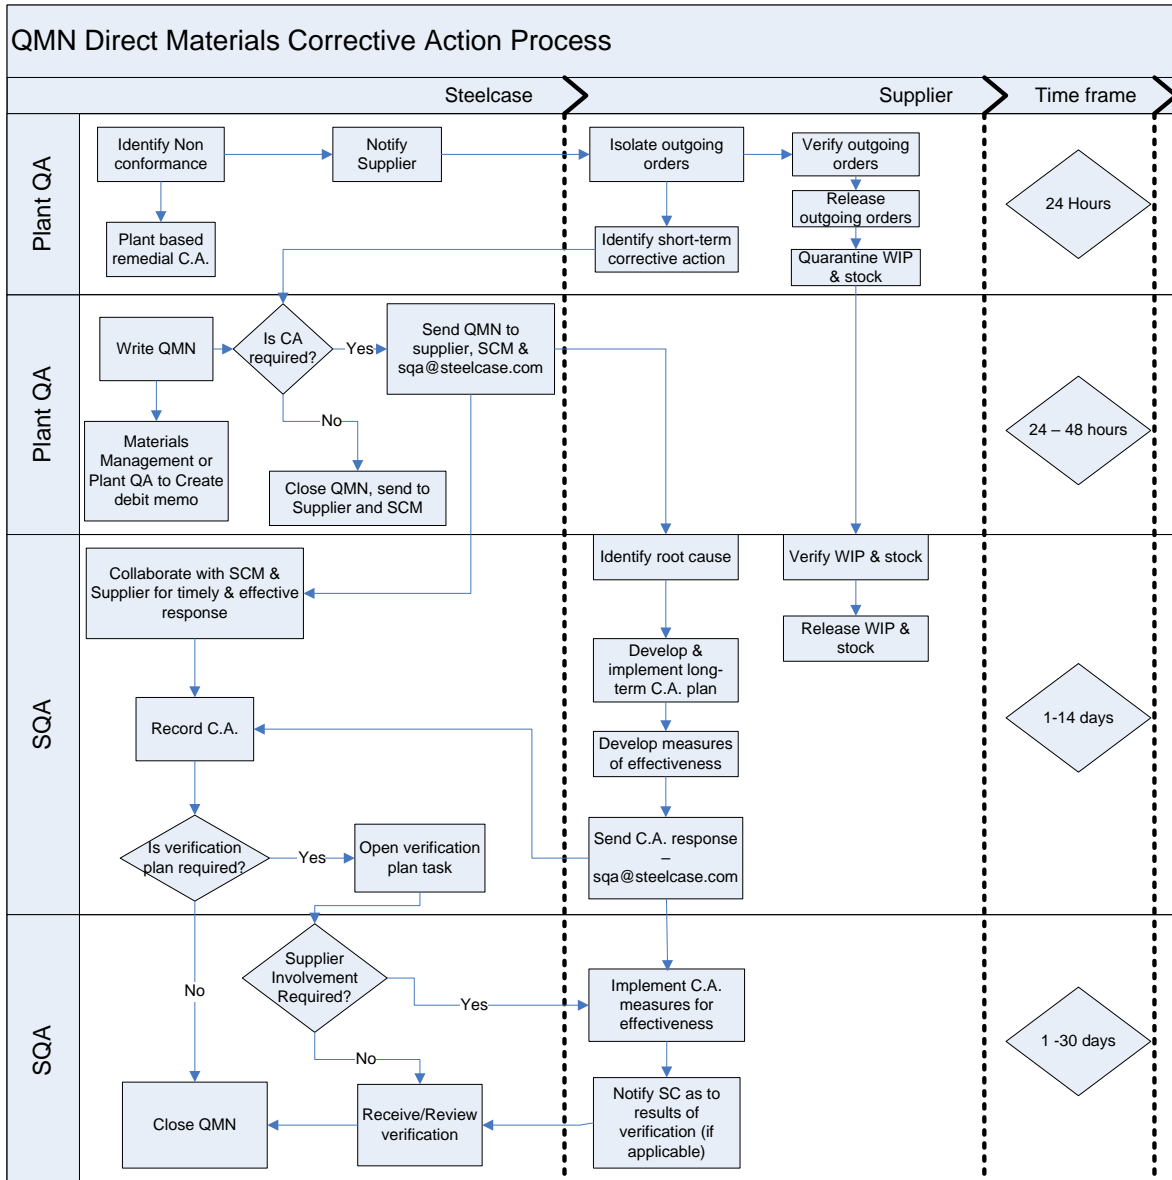 QMN Direct Materials Corrective Action Process
Steelcase
Supplier
Time frame
Plant QA
Identify Non
conformance
Notify
Supplier
Isolate outgoing
orders
Verify outgoing
orders
24 Hours
Release
outgoing orders
Plant based
remedial C.A.
Identify short-term
corrective action
Quarantine WIP
& stock
Plant QA
Write QMN
Is CA
required?
Yes
Send QMN to
supplier, SCM &
sqa@steelcase.com
No
24 – 48 hours
Materials
Management or
Plant QA to Create
debit memo
Close QMN, send to
Supplier and SCM
SQA
Collaborate with SCM &
Supplier for timely & effective
response
Identify root cause
Verify WIP & stock
Release WIP &
stock
Develop &
implement long-
term C.A. plan
Record C.A.
1-14 days
Develop measures
of effectiveness
Is verification
plan required?
Yes
Open verification
plan task
Send C.A. response
–
sqa@steelcase.com
SQA
No
Supplier
Involvement
Required?
Yes
Implement C.A.
measures for
effectiveness
1 -30 days
No
Close QMN
Receive/Review
verification
Notify SC as to
results of
verification (if
applicable)